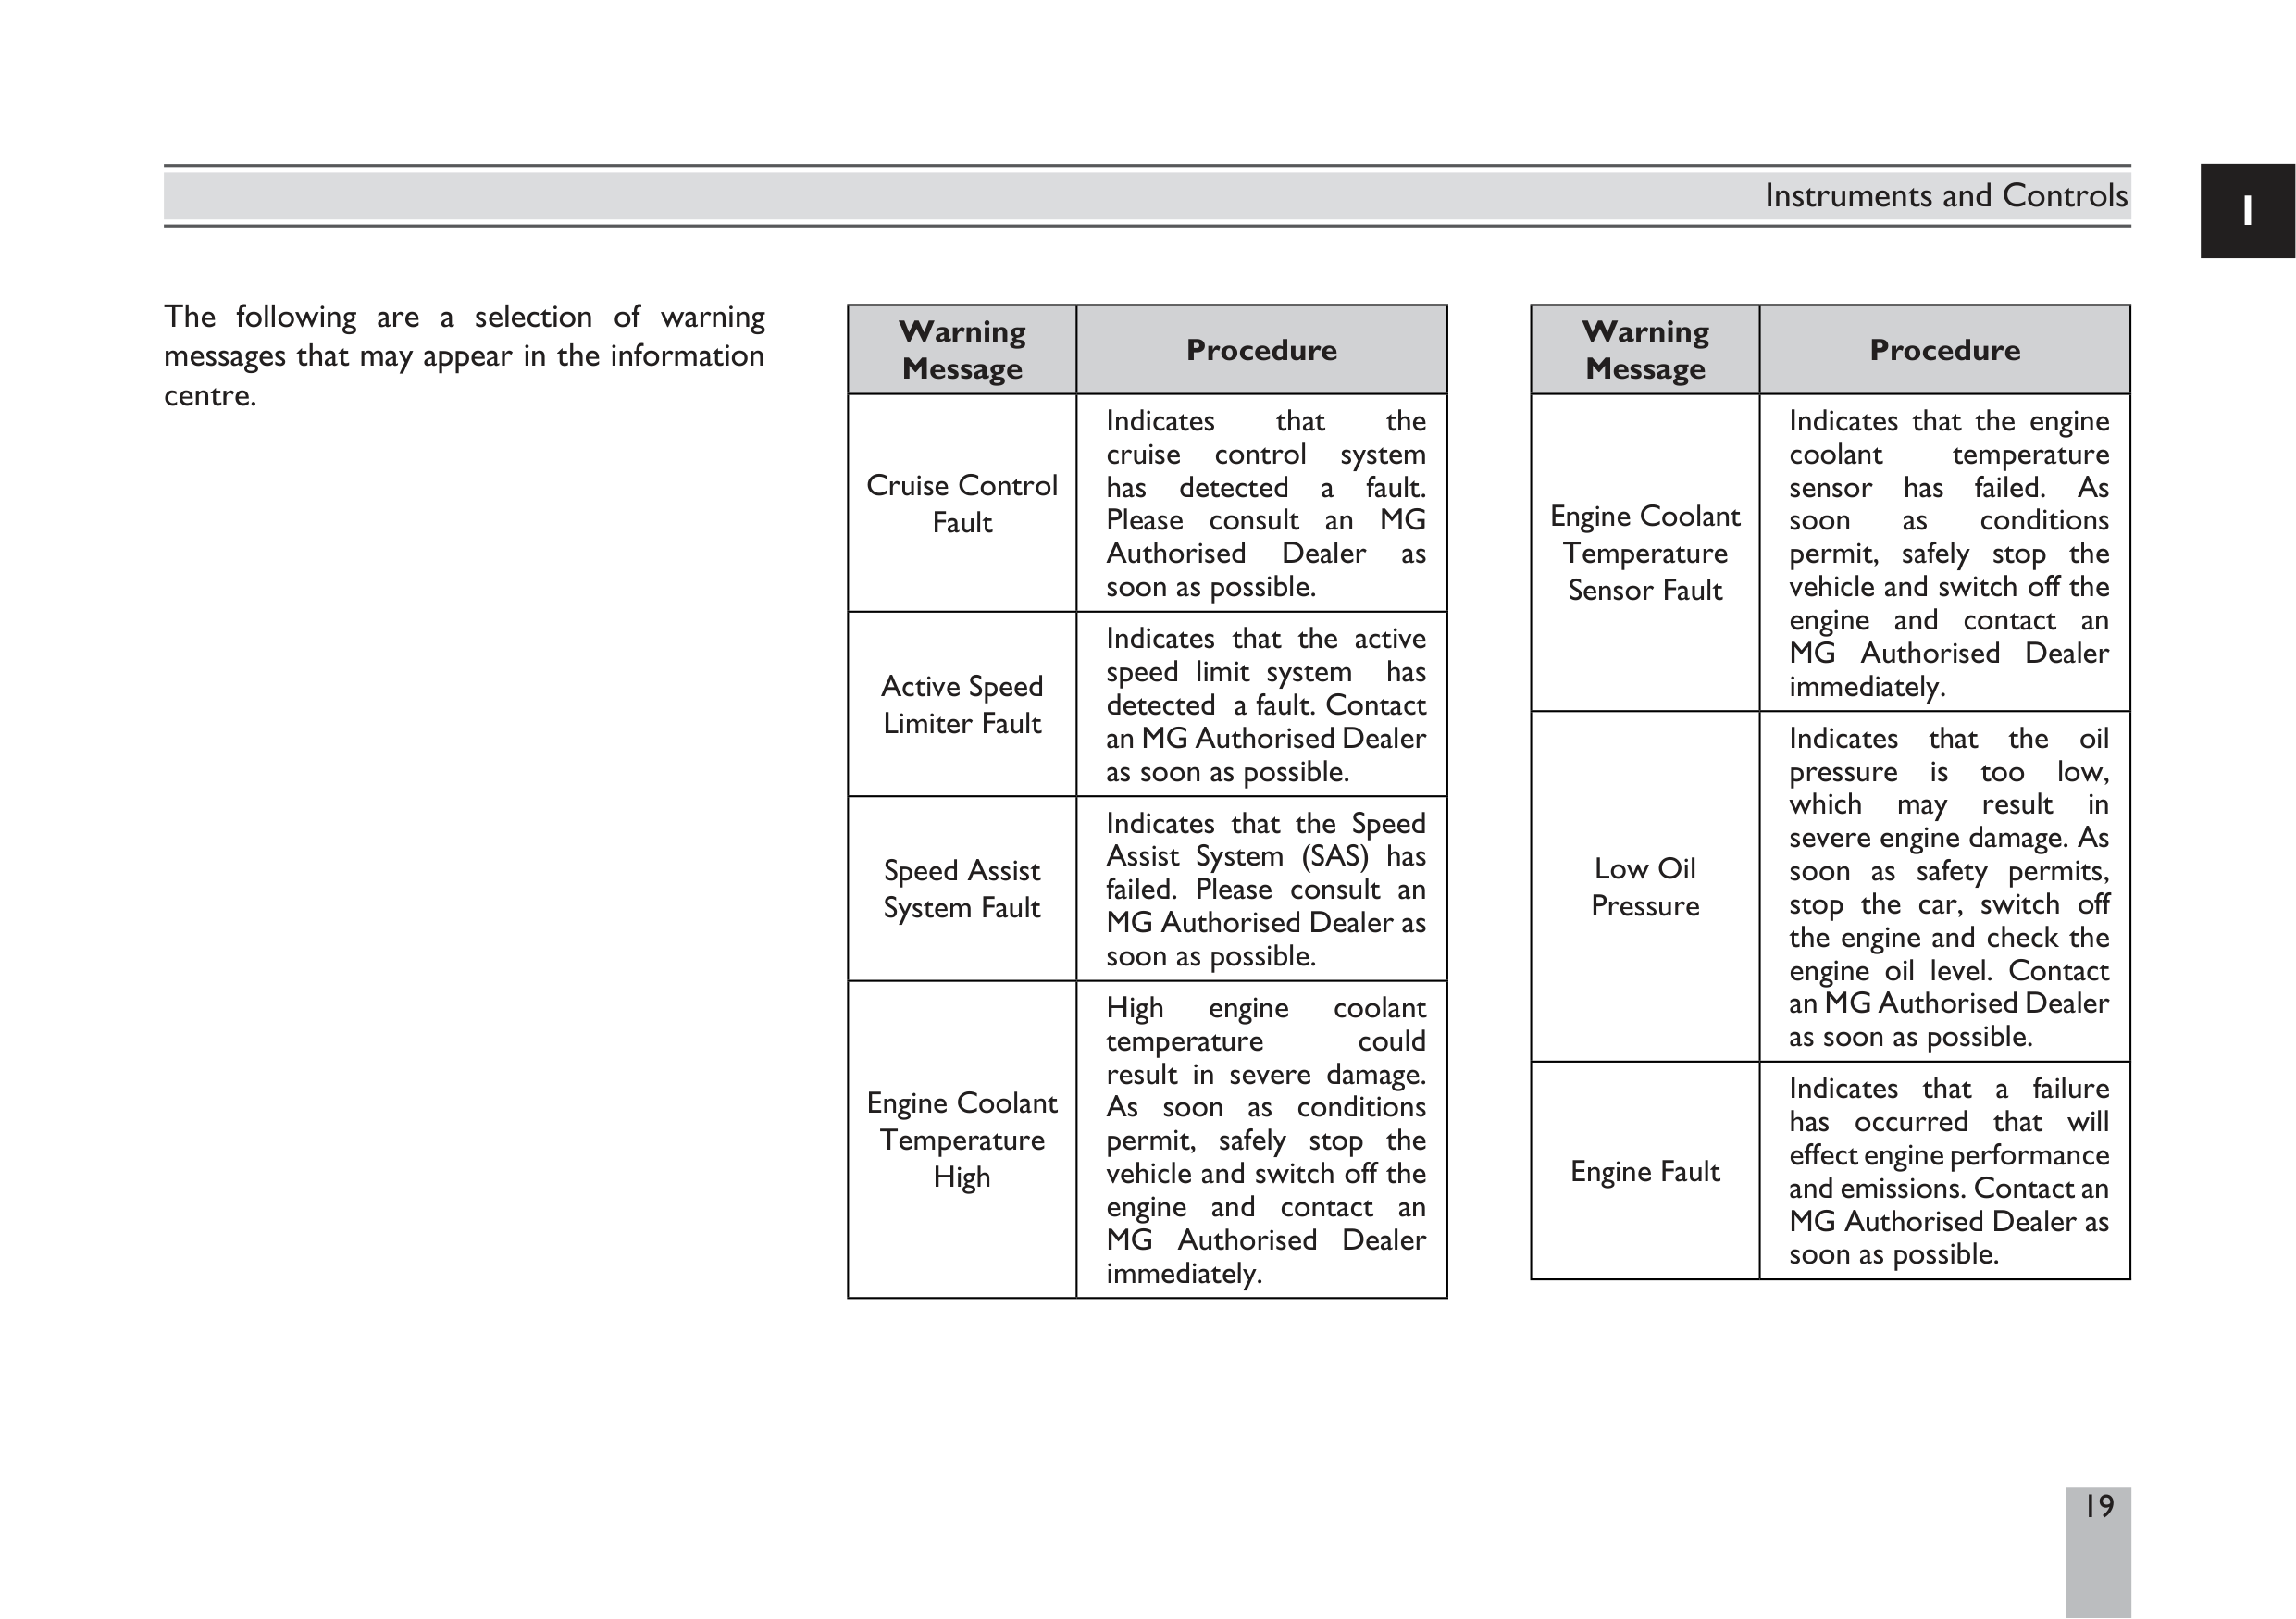 Instruments and Controls
1
The following are a selection of warning
messages that may appear in the information
centre.
Warning
Message
Procedure
Cruise Control
Fault
Indicates that the
cruise control system
has detected a fault.
Please consult an MG
Authorised Dealer as
soon as possible.
Active Speed
Limiter Fault
Indicates that the active
speed limit system has
detected a fault. Contact
an MG Authorised Dealer
as soon as possible.
Speed Assist
System Fault
Indicates that the Speed
Assist System (SAS) has
failed. Please consult an
MG Authorised Dealer as
soon as possible.
Engine Coolant
Temperature
High
High engine coolant
temperature could
result in severe damage.
As soon as conditions
permit, safely stop the
vehicle and switch off the
engine and contact an
MG Authorised Dealer
immediately.
Warning
Message
Procedure
Engine Coolant
Temperature
Sensor Fault
Indicates that the engine
coolant temperature
sensor has failed. As
soon as conditions
permit, safely stop the
vehicle and switch off the
engine and contact an
MG Authorised Dealer
immediately.
Low Oil
Pressure
Indicates that the oil
pressure is too low,
which may result in
severe engine damage. As
soon as safety permits,
stop the car, switch off
the engine and check the
engine oil level. Contact
an MG Authorised Dealer
as soon as possible.
Engine Fault
Indicates that a failure
has occurred that will
effect engine performance
and emissions. Contact an
MG Authorised Dealer as
soon as possible.
19